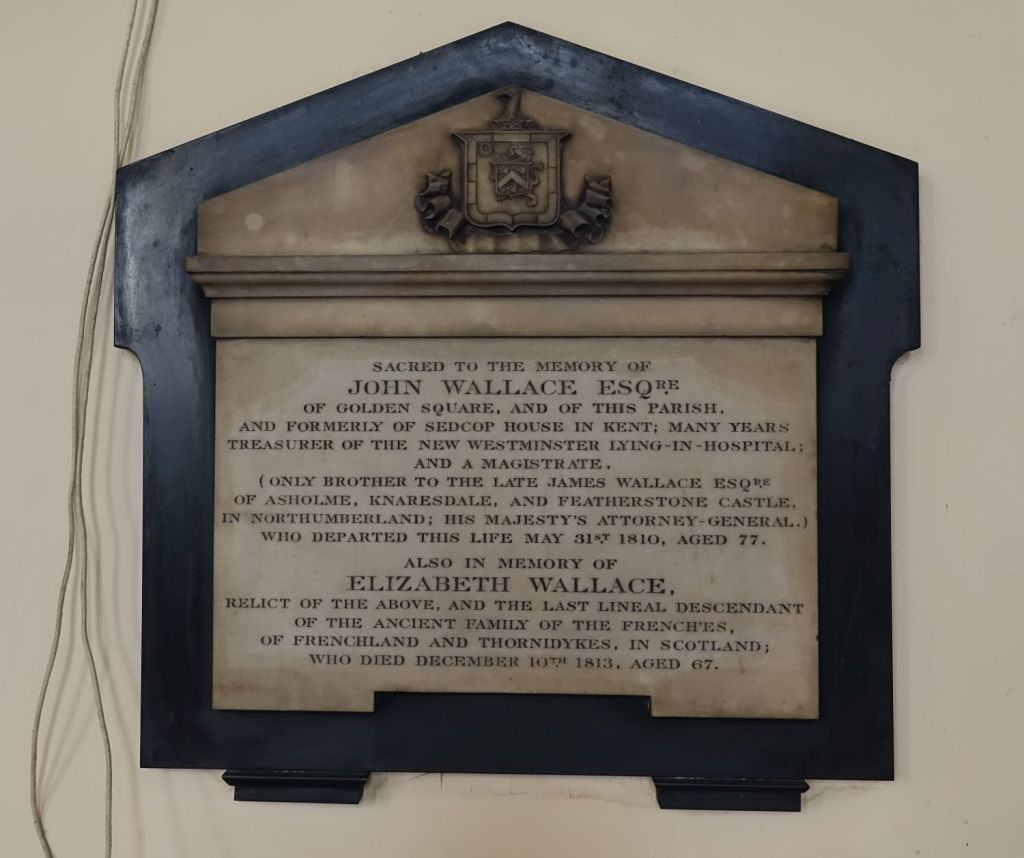 SACRED TO THE MEMORY OF
JOHN WALLACE ESQRE
OF GOLDEN SQUARE, AND OF THIS PARISH.
AND FORMERLY OF SEDCOP HOUSE IN KENT; MANY YEARS
TREASURER OF THE NEW WESTMINSTER LYING-IN-HOSPITAL;
AND A MAGISTRATE.
(ONLY BROTHER TO THE LATE JAMES WALLACE ESQRE
OF ASHOLME, KNARESDALE, AND FEATHERSTONE CASTLE,
IN NORTHUMBERLAND; HIS MAJESTY'S ATTORNEY-GENERAL.)
WHO DEPARTED THIS LIFE MAY 31ST 1810, AGED 77.
ALSO IN MEMORY OF
ELIZABETH WALLACE,
RELICT OF THE ABOVE, AND THE LAST LINEAL DESCENDANT
OF THE ANCIENT FAMILY OF THE FRENCH'ES,
OF FRENCHLAND AND THORNIDYKES, IN SCOTLAND;
WHO DIED DECEMBER 10TH 1813, AGED 67.